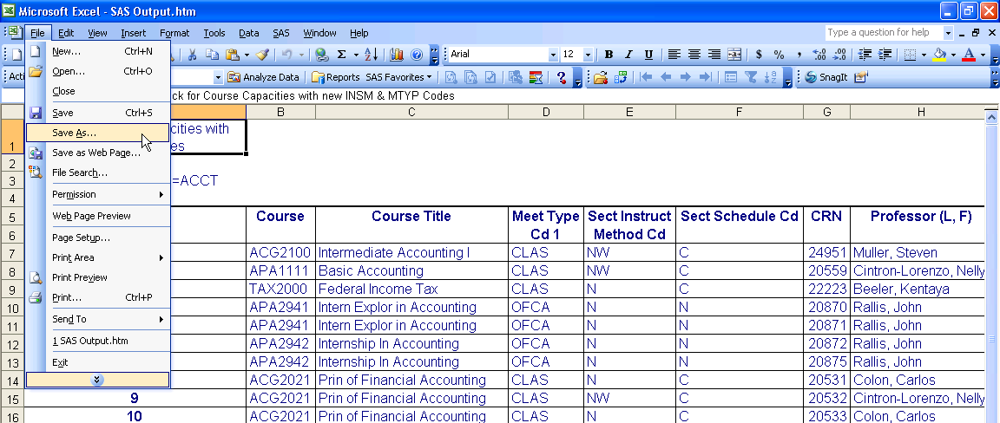 Microsoft Excel - SAS Output.htm
File Edit View Insert Format Tools Data SAS Window Help Type a question for help
Arial 12 B I U $ % ,
Acti Analyze Data Reports SAS Favorites SnagIt
ck for Course Capacities with new INSM & MTYP Codes
New... Ctrl+N
Open... Ctrl+O
Close
Save Ctrl+S
Save As...
Save as Web Page...
File Search...
Permission
Web Page Preview
Page Setup...
Print Area
Print Preview
Print... Ctrl+P
Send To
1 SAS Output.htm
Exit
B C D E F G H
1 cities with
es
2
3 =ACCT
4
5 Course Course Title Meet Type Sect Instruct Sect Schedule Cd CRN Professor (L, F)
6 Cd 1 Method Cd
7 ACG2100 Intermediate Accounting I CLAS NW C 24951 Muller, Steven
8 APA1111 Basic Accounting CLAS NW C 20559 Cintron-Lorenzo, Nelly
9 TAX2000 Federal Income Tax CLAS N C 22223 Beeler, Kentaya
10 APA2941 Intern Explor in Accounting OFCA N N 20870 Rallis, John
11 APA2941 Intern Explor in Accounting OFCA N N 20871 Rallis, John
12 APA2942 Internship In Accounting OFCA N N 20872 Rallis, John
13 APA2942 Internship In Accounting OFCA N N 20875 Rallis, John
14 ACG2021 Prin of Financial Accounting CLAS N C 20531 Colon, Carlos
15 9 ACG2021 Prin of Financial Accounting CLAS NW C 20532 Cintron-Lorenzo, Nelly
16 10 ACG2021 Prin of Financial Accounting CLAS N C 20533 Colon, Carlos